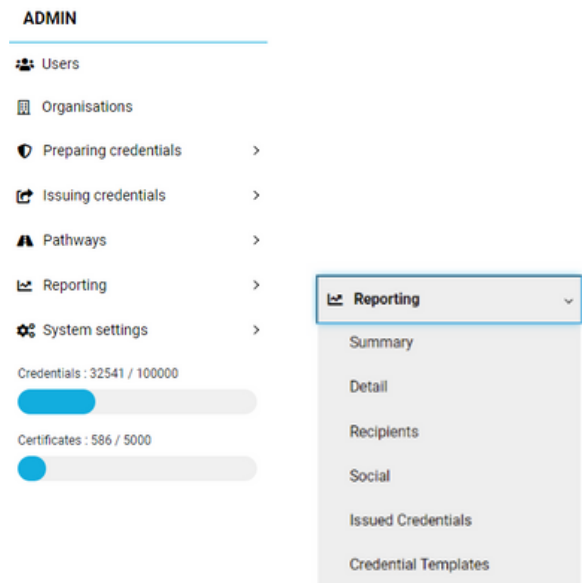 ADMIN
Users
Organisations
Preparing credentials
Issuing credentials
Pathways
Reporting
System settings
Credentials : 32541 / 100000
Certificates : 586 / 5000
Reporting
Summary
Detail
Recipients
Social
Issued Credentials
Credential Templates